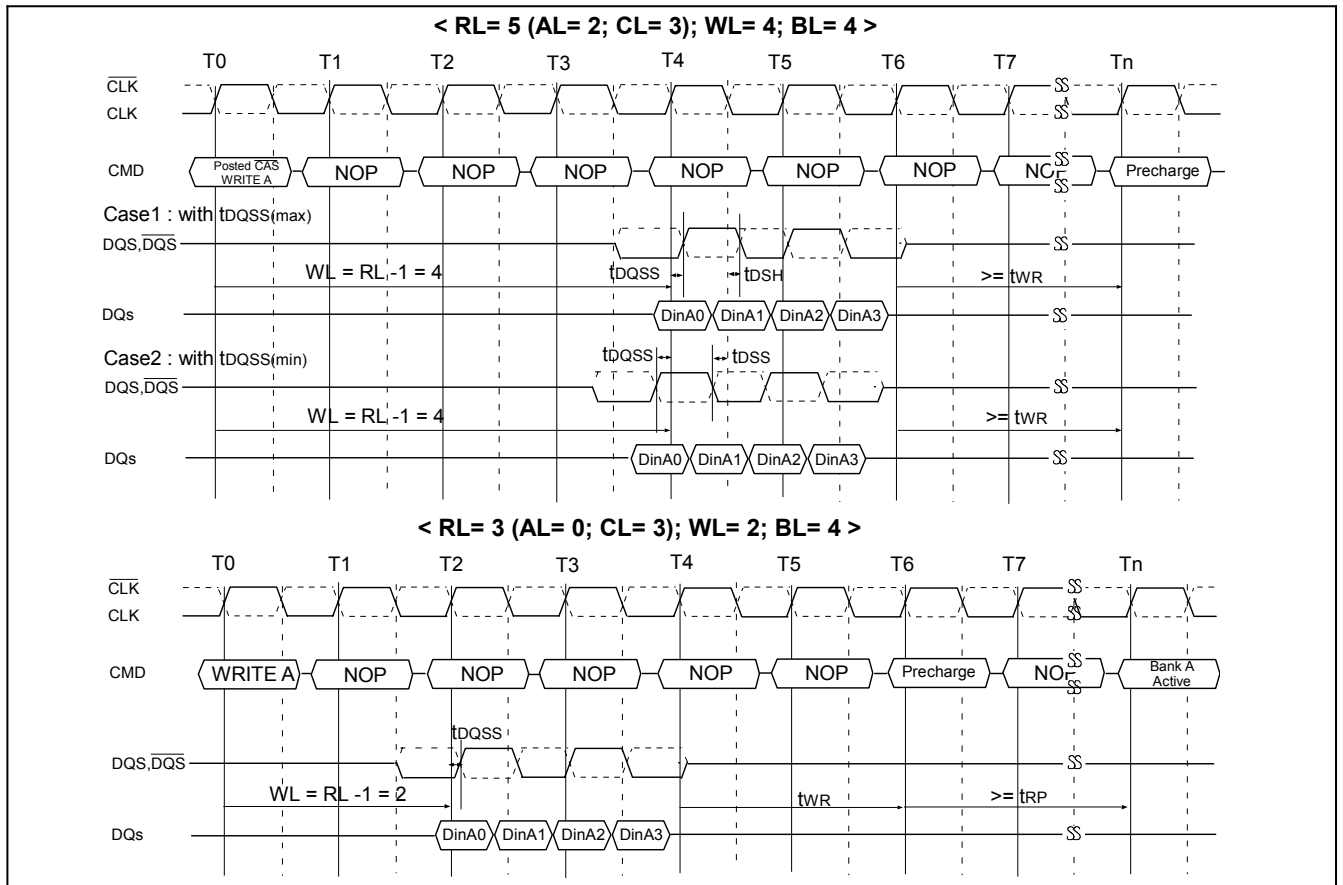 < RL= 5 (AL= 2; CL= 3); WL= 4; BL= 4 >
T0 T1 T2 T3 T4 T5 T6 T7 Tn
CLK
CLK
CMD Posted CAS WRITE A NOP NOP NOP NOP NOP NOP NOP Precharge
Case1 : with tDQSS(max)
DQS,DQS
WL = RL -1 = 4 tDQSS tDSH >= tWR
DQs DinA0 DinA1 DinA2 DinA3
Case2 : with tDQSS(min) tDQSS tDSS
DQS,DQS
WL = RL -1 = 4 >= tWR
DQs DinA0 DinA1 DinA2 DinA3
< RL= 3 (AL= 0; CL= 3); WL= 2; BL= 4 >
T0 T1 T2 T3 T4 T5 T6 T7 Tn
CLK
CLK
CMD WRITE A NOP NOP NOP NOP NOP Precharge NOP Bank A Active
tDQSS
DQS,DQS
WL = RL -1 = 2 tWR >= tRP
DQs DinA0 DinA1 DinA2 DinA3